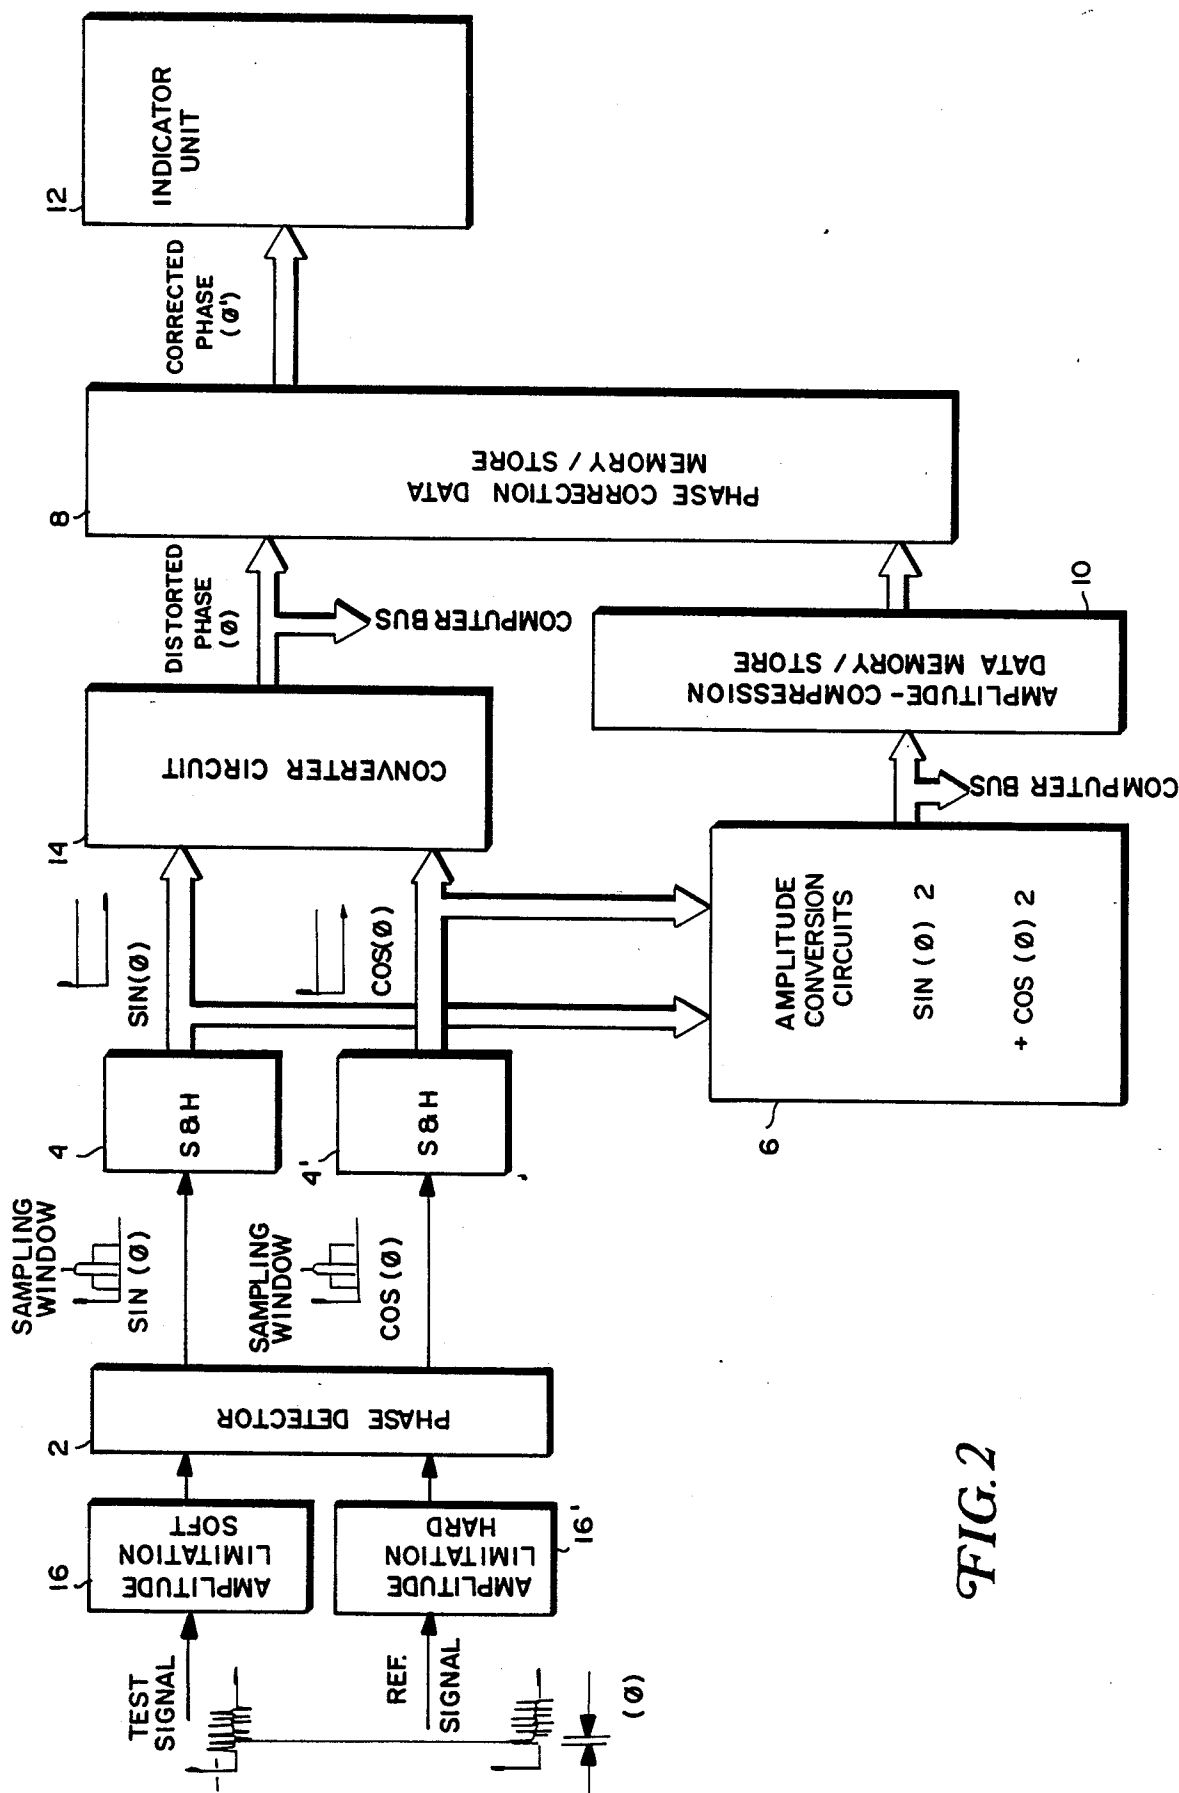 TEST
SIGNAL
REF.
SIGNAL
(Ø)
16
AMPLITUDE
LIMITATION
SOFT
16'
AMPLITUDE
LIMITATION
HARD
2
PHASE DETECTOR
SAMPLING
WINDOW
SIN (Ø)
SAMPLING
WINDOW
COS (Ø)
4
S&H
4'
S&H
SIN(Ø)
COS(Ø)
14
CONVERTER CIRCUIT
6
AMPLITUDE
CONVERSION
CIRCUITS
SIN (Ø) 2
+ COS (Ø) 2
COMPUTER BUS
DISTORTED
PHASE
(Ø)
COMPUTER BUS
10
AMPLITUDE-COMPRESSION
DATA MEMORY/STORE
8
PHASE CORRECTION DATA
MEMORY/STORE
CORRECTED
PHASE
(Ø')
12
INDICATOR
UNIT
FIG. 2